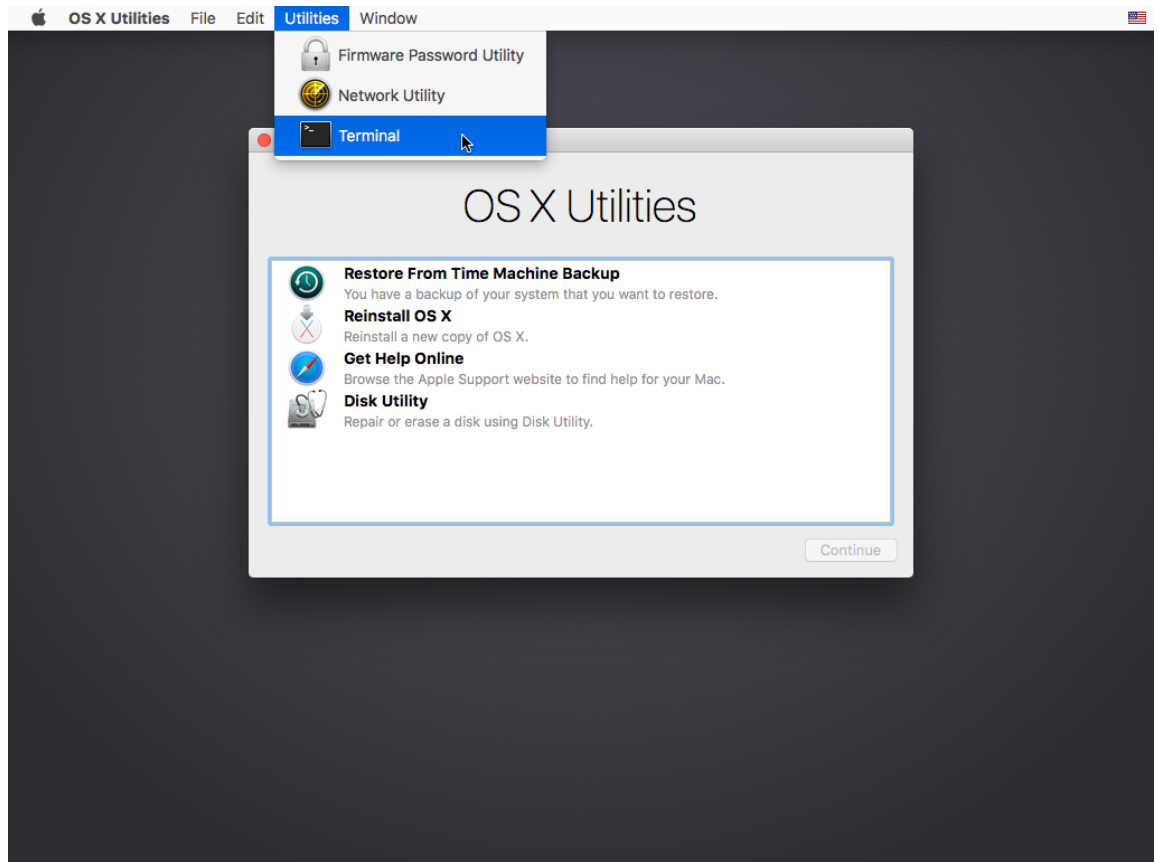 OS X Utilities File Edit Utilities Window
Firmware Password Utility
Network Utility
>_
Terminal
OS X Utilities
Restore From Time Machine Backup
You have a backup of your system that you want to restore.
Reinstall OS X
Reinstall a new copy of OS X.
Get Help Online
Browse the Apple Support website to find help for your Mac.
Disk Utility
Repair or erase a disk using Disk Utility.
Continue